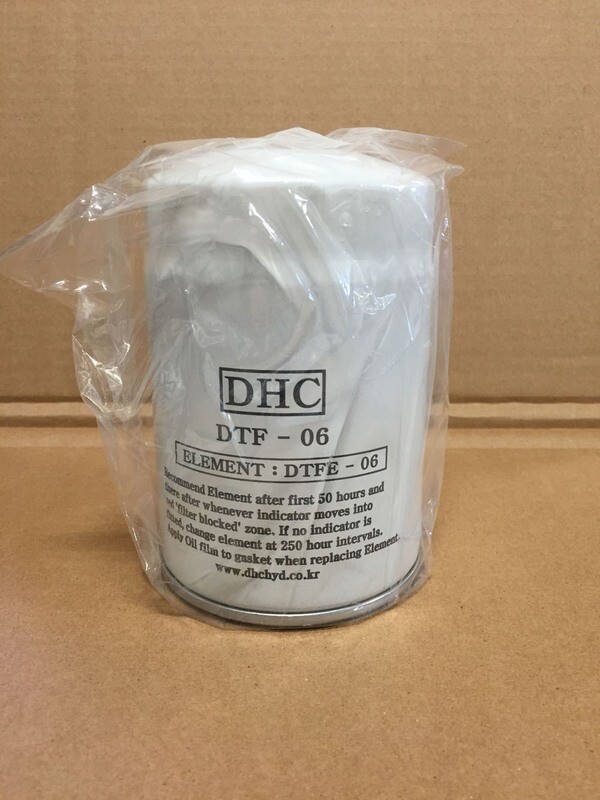 DHC
DTF - 06
ELEMENT : DTFE - 06
Recommend Element after first 50 hours and
there after whenever indicator moves into
red 'filter blocked' zone. If no indicator is
fitted, change element at 250 hour intervals.
Apply Oil film to gasket when replacing Element.
www.dhchyd.co.kr